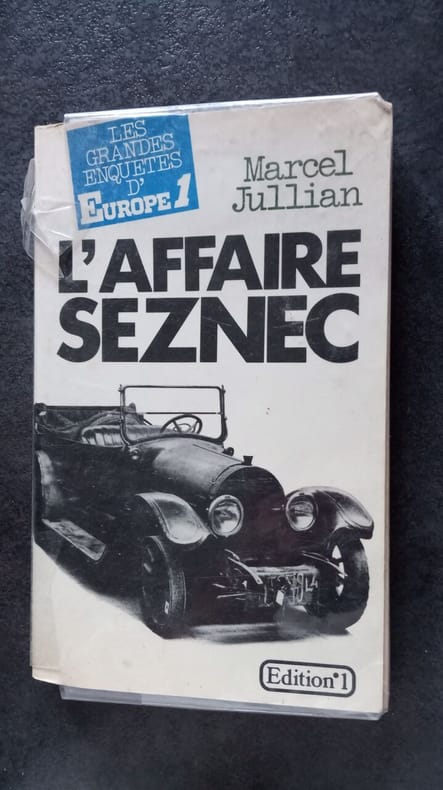 LES
GRANDES
ENQUETES
D'
EUROPE 1
Marcel
Jullian
L'AFFAIRE
SEZNEC
Edition°1